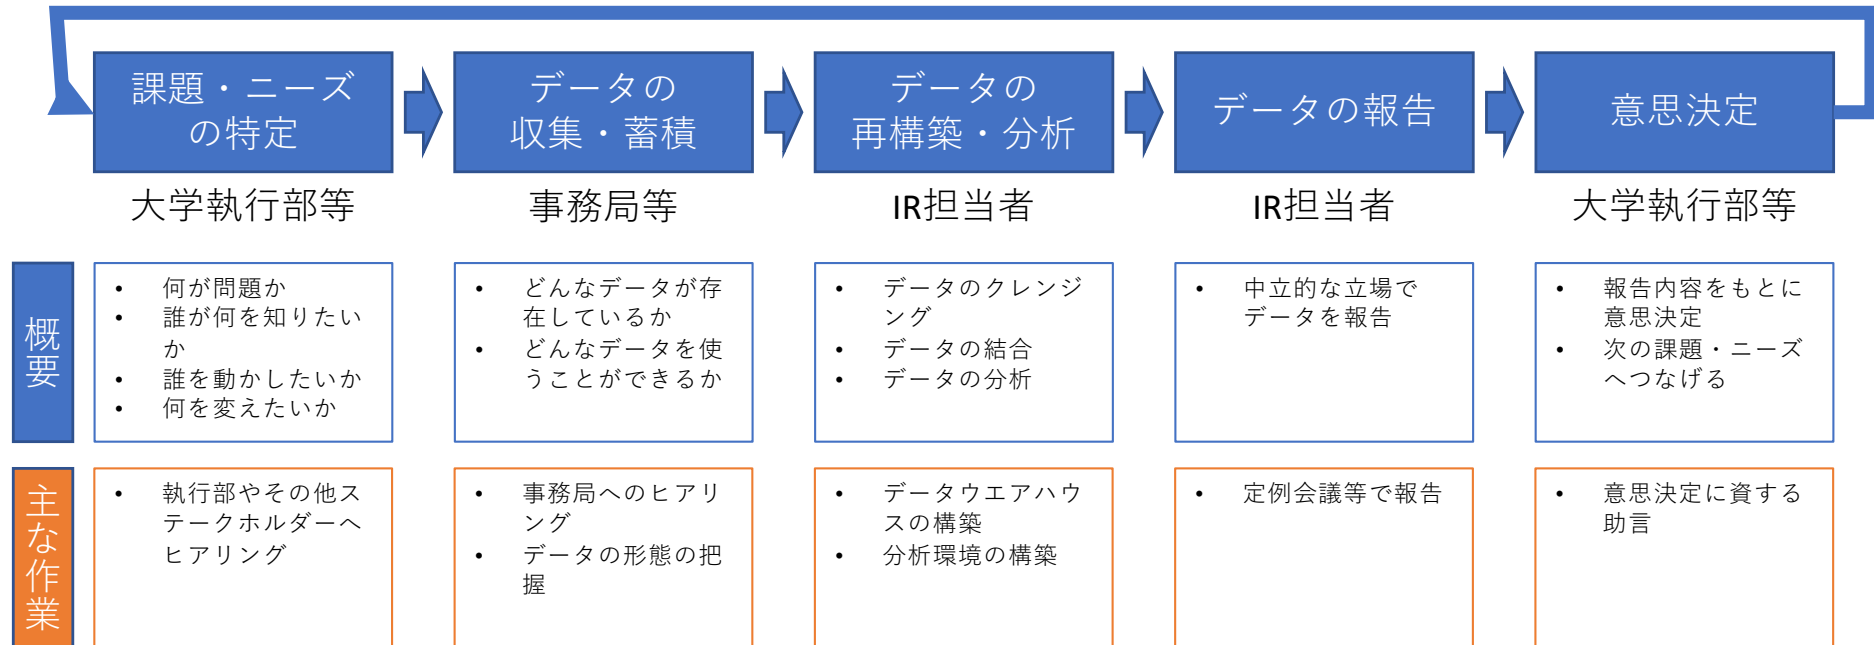 課題・ニーズ
の特定
データの
収集・蓄積
データの
再構築・分析
データの報告
意思決定
大学執行部等
事務局等
IR担当者
IR担当者
大学執行部等
概要
• 何が問題か
• 誰が何を知りたい
か
• 誰を動かしたいか
• 何を変えたいか
• どんなデータが存
在しているか
• どんなデータを使
うことができるか
• データのクレンジ
ング
• データの結合
• データの分析
• 中立的な立場で
データを報告
• 報告内容をもとに
意思決定
• 次の課題・ニーズ
へつなげる
主な作業
• 執行部やその他ス
テークホルダーへ
ヒアリング
• 事務局へのヒアリ
ング
• データの形態の把
握
• データウエアハウ
スの構築
• 分析環境の構築
• 定例会議等で報告
• 意思決定に資する
助言